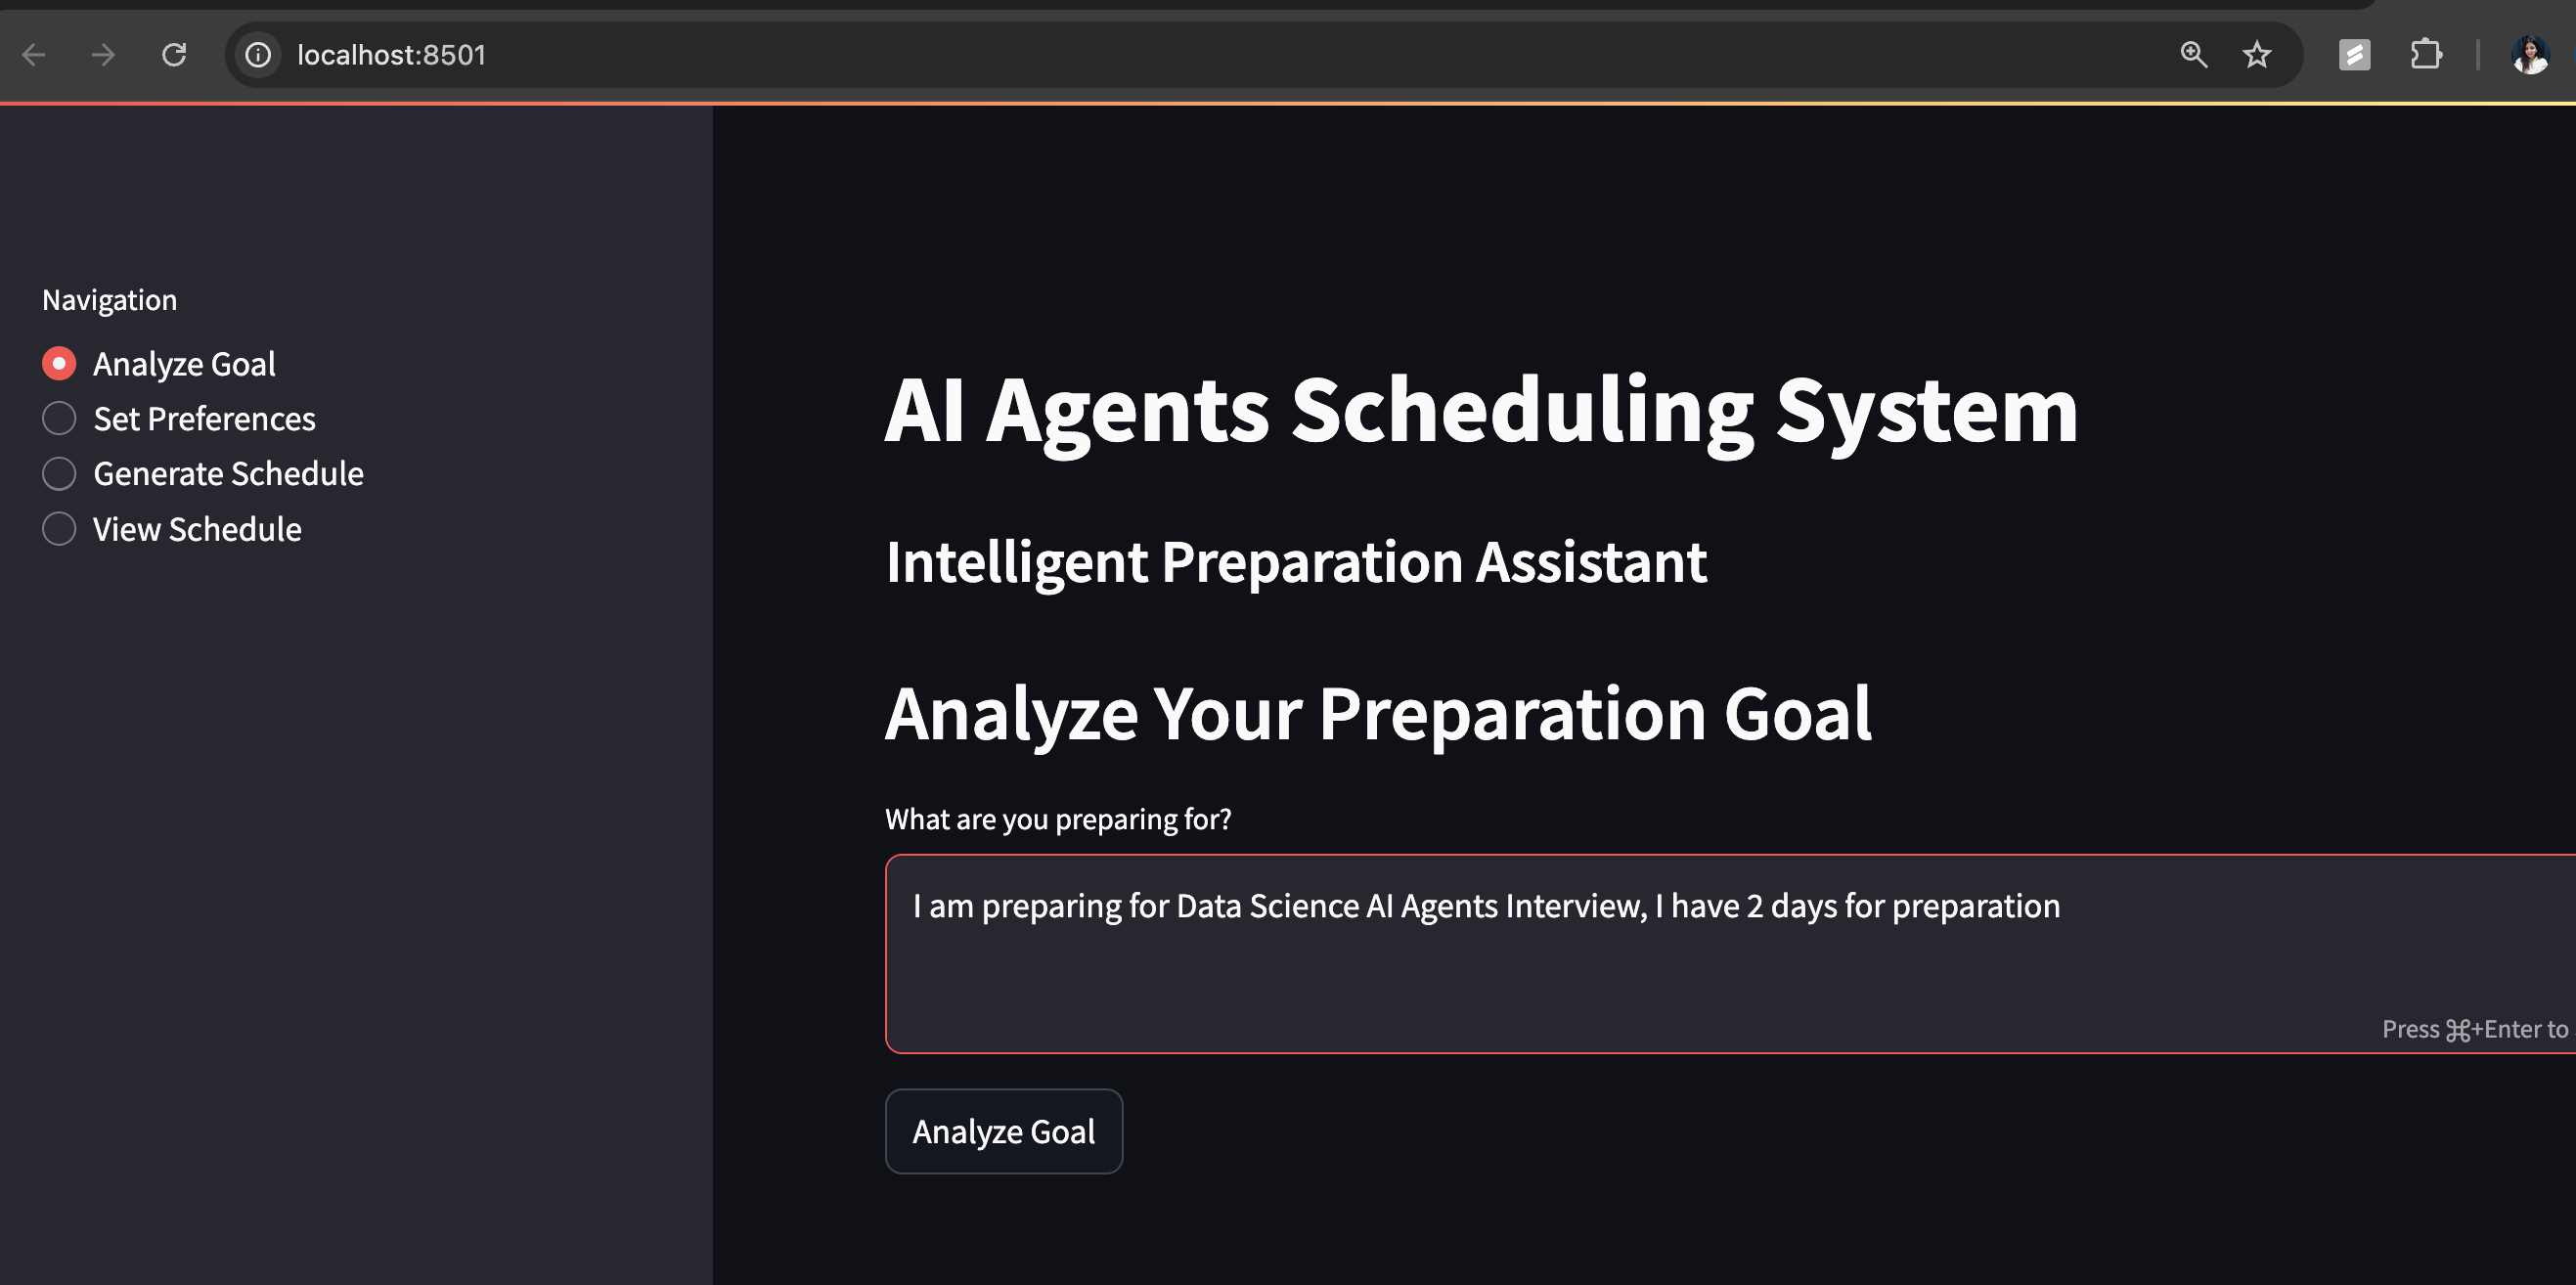 localhost:8501
Navigation
Analyze Goal
Set Preferences
Generate Schedule
View Schedule
AI Agents Scheduling System
Intelligent Preparation Assistant
Analyze Your Preparation Goal
What are you preparing for?
I am preparing for Data Science AI Agents Interview, I have 2 days for preparation
Press ⌘+Enter to
Analyze Goal